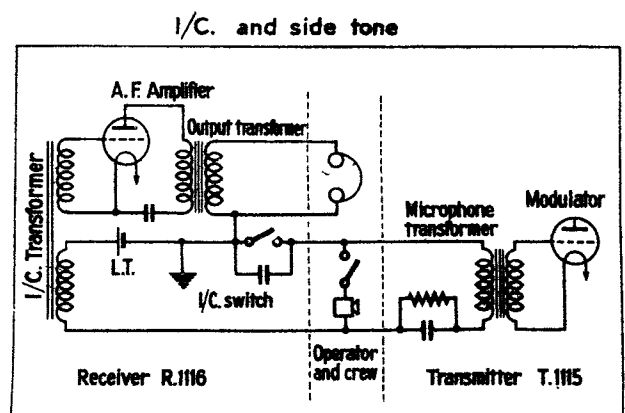 I/C. and side tone
A.F. Amplifier
Output transformer
I/C. Transformer
Microphone
transformer
Modulator
L.T.
I/C. switch
Operator
and crew
Receiver R.1116
Transmitter T.1115